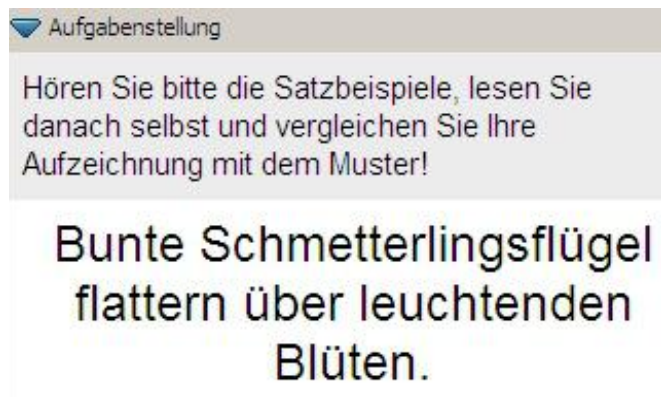 Aufgabenstellung
Hören Sie bitte die Satzbeispiele, lesen Sie
danach selbst und vergleichen Sie Ihre
Aufzeichnung mit dem Muster!
Bunte Schmetterlingsflügel
flattern über leuchtenden
Blüten.